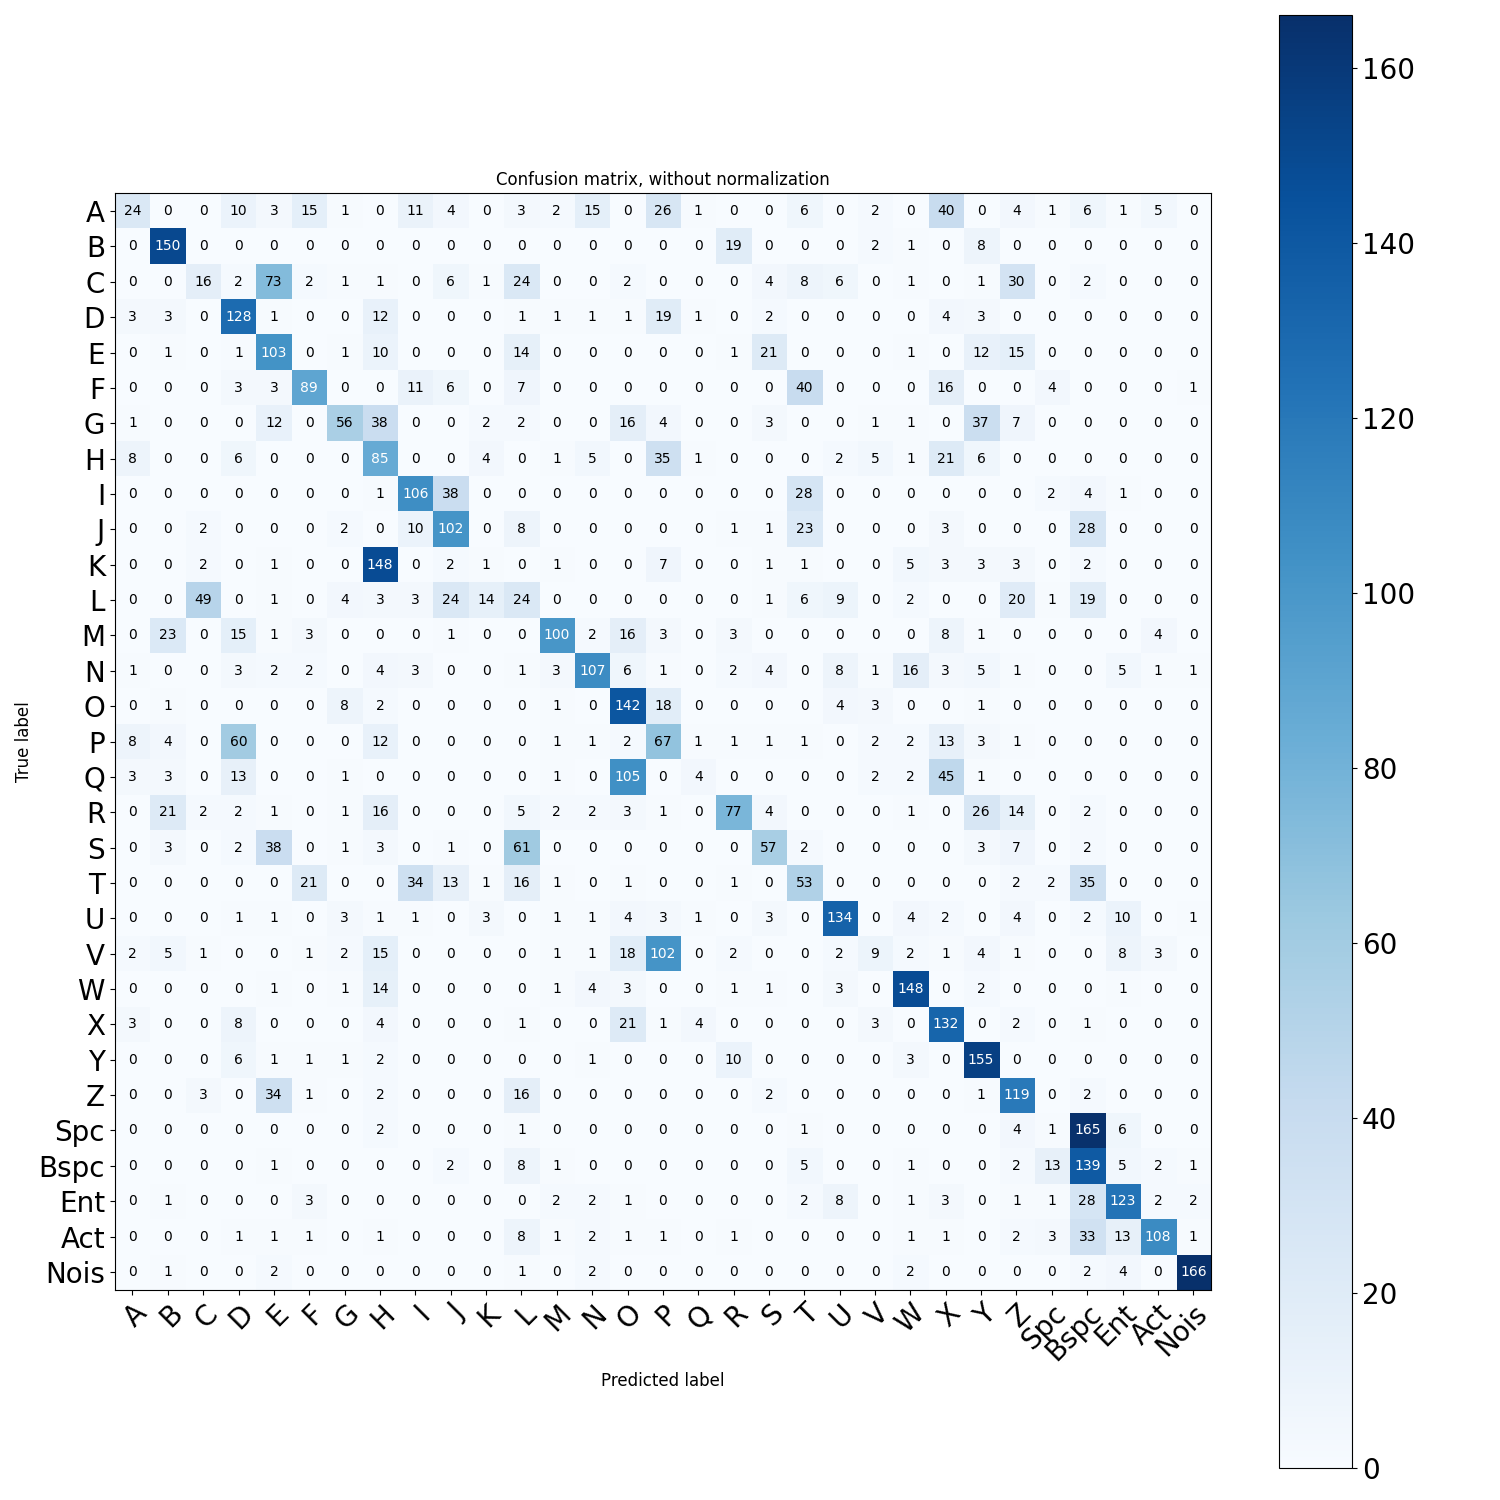 Confusion matrix, without normalization
A 24 0 0 10 3 15 1 0 11 4 0 3 2 15 0 26 1 0 0 6 0 2 0 40 0 4 1 6 1 5 0
B 0 150 0 0 0 0 0 0 0 0 0 0 0 0 0 0 0 19 0 0 0 2 1 0 8 0 0 0 0 0 0
C 0 0 16 2 73 2 1 1 0 6 1 24 0 0 2 0 0 0 4 8 6 0 1 0 1 30 0 2 0 0 0
D 3 3 0 128 1 0 0 12 0 0 0 1 1 1 1 19 1 0 2 0 0 0 0 4 3 0 0 0 0 0 0
E 0 1 0 1 103 0 1 10 0 0 0 14 0 0 0 0 0 1 21 0 0 0 1 0 12 15 0 0 0 0 0
F 0 0 0 3 3 89 0 0 11 6 0 7 0 0 0 0 0 0 0 40 0 0 0 16 0 0 4 0 0 0 1
G 1 0 0 0 12 0 56 38 0 0 2 2 0 0 16 4 0 0 3 0 0 1 1 0 37 7 0 0 0 0 0
H 8 0 0 6 0 0 0 85 0 0 4 0 1 5 0 35 1 0 0 0 2 5 1 21 6 0 0 0 0 0 0
I 0 0 0 0 0 0 0 1 106 38 0 0 0 0 0 0 0 0 0 28 0 0 0 0 0 0 2 4 1 0 0
J 0 0 2 0 0 0 2 0 10 102 0 8 0 0 0 0 0 1 1 23 0 0 0 3 0 0 0 28 0 0 0
K 0 0 2 0 1 0 0 148 0 2 1 0 1 0 0 7 0 0 1 1 0 0 5 3 3 3 0 2 0 0 0
L 0 0 49 0 1 0 4 3 3 24 14 24 0 0 0 0 0 0 1 6 9 0 2 0 0 20 1 19 0 0 0
M 0 23 0 15 1 3 0 0 0 1 0 0 100 2 16 3 0 3 0 0 0 0 0 8 1 0 0 0 0 4 0
N 1 0 0 3 2 2 0 4 3 0 0 1 3 107 6 1 0 2 4 0 8 1 16 3 5 1 0 0 5 1 1
O 0 1 0 0 0 0 8 2 0 0 0 0 1 0 142 18 0 0 0 0 4 3 0 0 1 0 0 0 0 0 0
P 8 4 0 60 0 0 0 12 0 0 0 0 1 1 2 67 1 1 1 1 0 2 2 13 3 1 0 0 0 0 0
Q 3 3 0 13 0 0 1 0 0 0 0 0 1 0 105 0 4 0 0 0 0 2 2 45 1 0 0 0 0 0 0
R 0 21 2 2 1 0 1 16 0 0 0 5 2 2 3 1 0 77 4 0 0 0 1 0 26 14 0 2 0 0 0
S 0 3 0 2 38 0 1 3 0 1 0 61 0 0 0 0 0 0 57 2 0 0 0 0 3 7 0 2 0 0 0
T 0 0 0 0 0 21 0 0 34 13 1 16 1 0 1 0 0 1 0 53 0 0 0 0 0 2 2 35 0 0 0
U 0 0 0 1 1 0 3 1 1 0 3 0 1 1 4 3 1 0 3 0 134 0 4 2 0 4 0 2 10 0 1
V 2 5 1 0 0 1 2 15 0 0 0 0 1 1 18 102 0 2 0 0 2 9 2 1 4 1 0 0 8 3 0
W 0 0 0 0 1 0 1 14 0 0 0 0 1 4 3 0 0 1 1 0 3 0 148 0 2 0 0 0 1 0 0
X 3 0 0 8 0 0 0 4 0 0 0 1 0 0 21 1 4 0 0 0 0 3 0 132 0 2 0 1 0 0 0
Y 0 0 0 6 1 1 1 2 0 0 0 0 0 1 0 0 0 10 0 0 0 0 3 0 155 0 0 0 0 0 0
Z 0 0 3 0 34 1 0 2 0 0 0 16 0 0 0 0 0 0 2 0 0 0 0 0 1 119 0 2 0 0 0
Spc 0 0 0 0 0 0 0 2 0 0 0 1 0 0 0 0 0 0 0 1 0 0 0 0 0 4 1 165 6 0 0
Bspc 0 0 0 0 1 0 0 0 0 2 0 8 1 0 0 0 0 0 0 5 0 0 1 0 0 2 13 139 5 2 1
Ent 0 1 0 0 0 3 0 0 0 0 0 0 2 2 1 0 0 0 0 2 8 0 1 3 0 1 1 28 123 2 2
Act 0 0 0 1 1 1 0 1 0 0 0 8 1 2 1 1 0 1 0 0 0 0 1 1 0 2 3 33 13 108 1
Nois 0 1 0 0 2 0 0 0 0 0 0 1 0 2 0 0 0 0 0 0 0 0 2 0 0 0 0 2 4 0 166
A B C D E F G H I J K L M N O P Q R S T U V W X Y Z Spc Bspc Ent Act Nois
Predicted label
True label
160
140
120
100
80
60
40
20
0